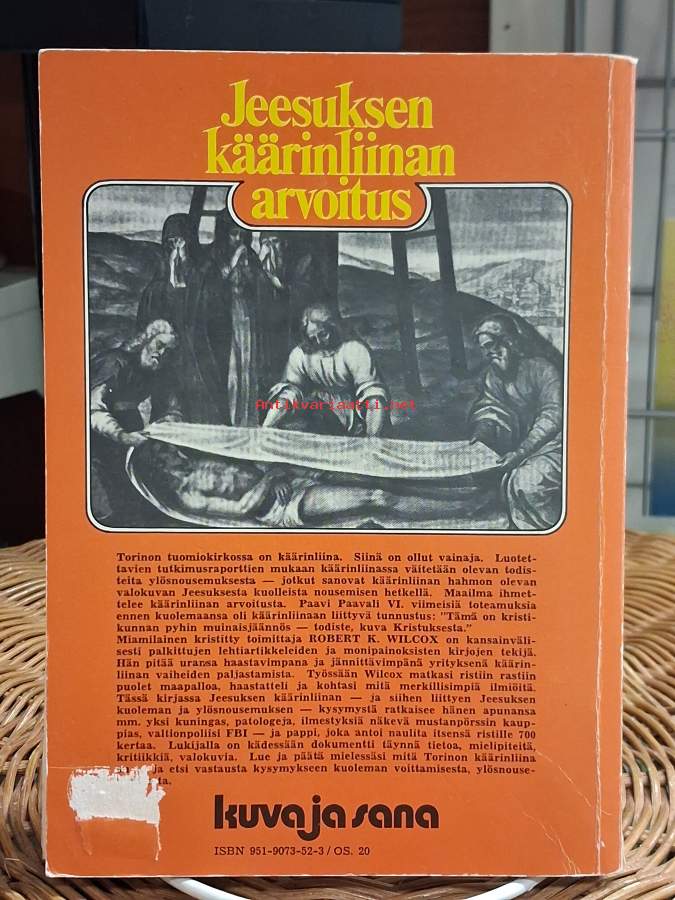 Jeesuksen
käärinliinan
arvoitus
Antikvariaatti.net
Torinon tuomiokirkossa on käärinliina. Siinä on ollut vainaja. Luotet-
tavien tutkimusraporttien mukaan käärinliinassa väitetään olevan todis-
teita ylösnousemuksesta — jotkut sanovat käärinliinan hahmon olevan
valokuvan Jeesuksesta kuolleista nousemisen hetkellä. Maailma ihmet-
telee käärinliinan arvoitusta. Paavi Paavali VI. viimeisiä toteamuksia
ennen kuolemaansa oli käärinliinaan liittyvä tunnustus: "Tämä on kristi-
kunnan pyhin muinaisjäännös — todiste, kuva Kristuksesta."
Miamilainen kristitty toimittaja ROBERT K. WILCOX on kansainväli-
sesti palkittujen lehtiartikkeleiden ja monipainoksisten kirjojen tekijä.
Hän pitää uransa haastavimpana ja jännittävimpänä yrityksenä käärin-
liinan vaiheiden paljastamista. Työssään Wilcox matkasi ristiin rastiin
puolet maapalloa, haastatteli ja kohtasi mitä merkillisimpiä ilmiöitä.
Tässä kirjassa Jeesuksen käärinliinan — ja siihen liittyen Jeesuksen
kuoleman ja ylösnousemuksen — kysymystä ratkaisee hänen apunansa
mm. yksi kuningas, patologeja, ilmestyksiä näkevä mustanpörssin kaup-
pias, valtionpoliisi FBI — ja pappi, joka antoi naulita itsensä ristille 700
kertaa. Lukijalla on kädessään dokumentti täynnä tietoa, mielipiteitä,
kritiikkiä, valokuvia. Lue ja päätä mielessäsi mitä Torinon käärinliina
ja etsi vastausta kysymykseen kuoleman voittamisesta, ylösnouse-
kuva ja sana
ISBN 951-9073-52-3 / OS. 20